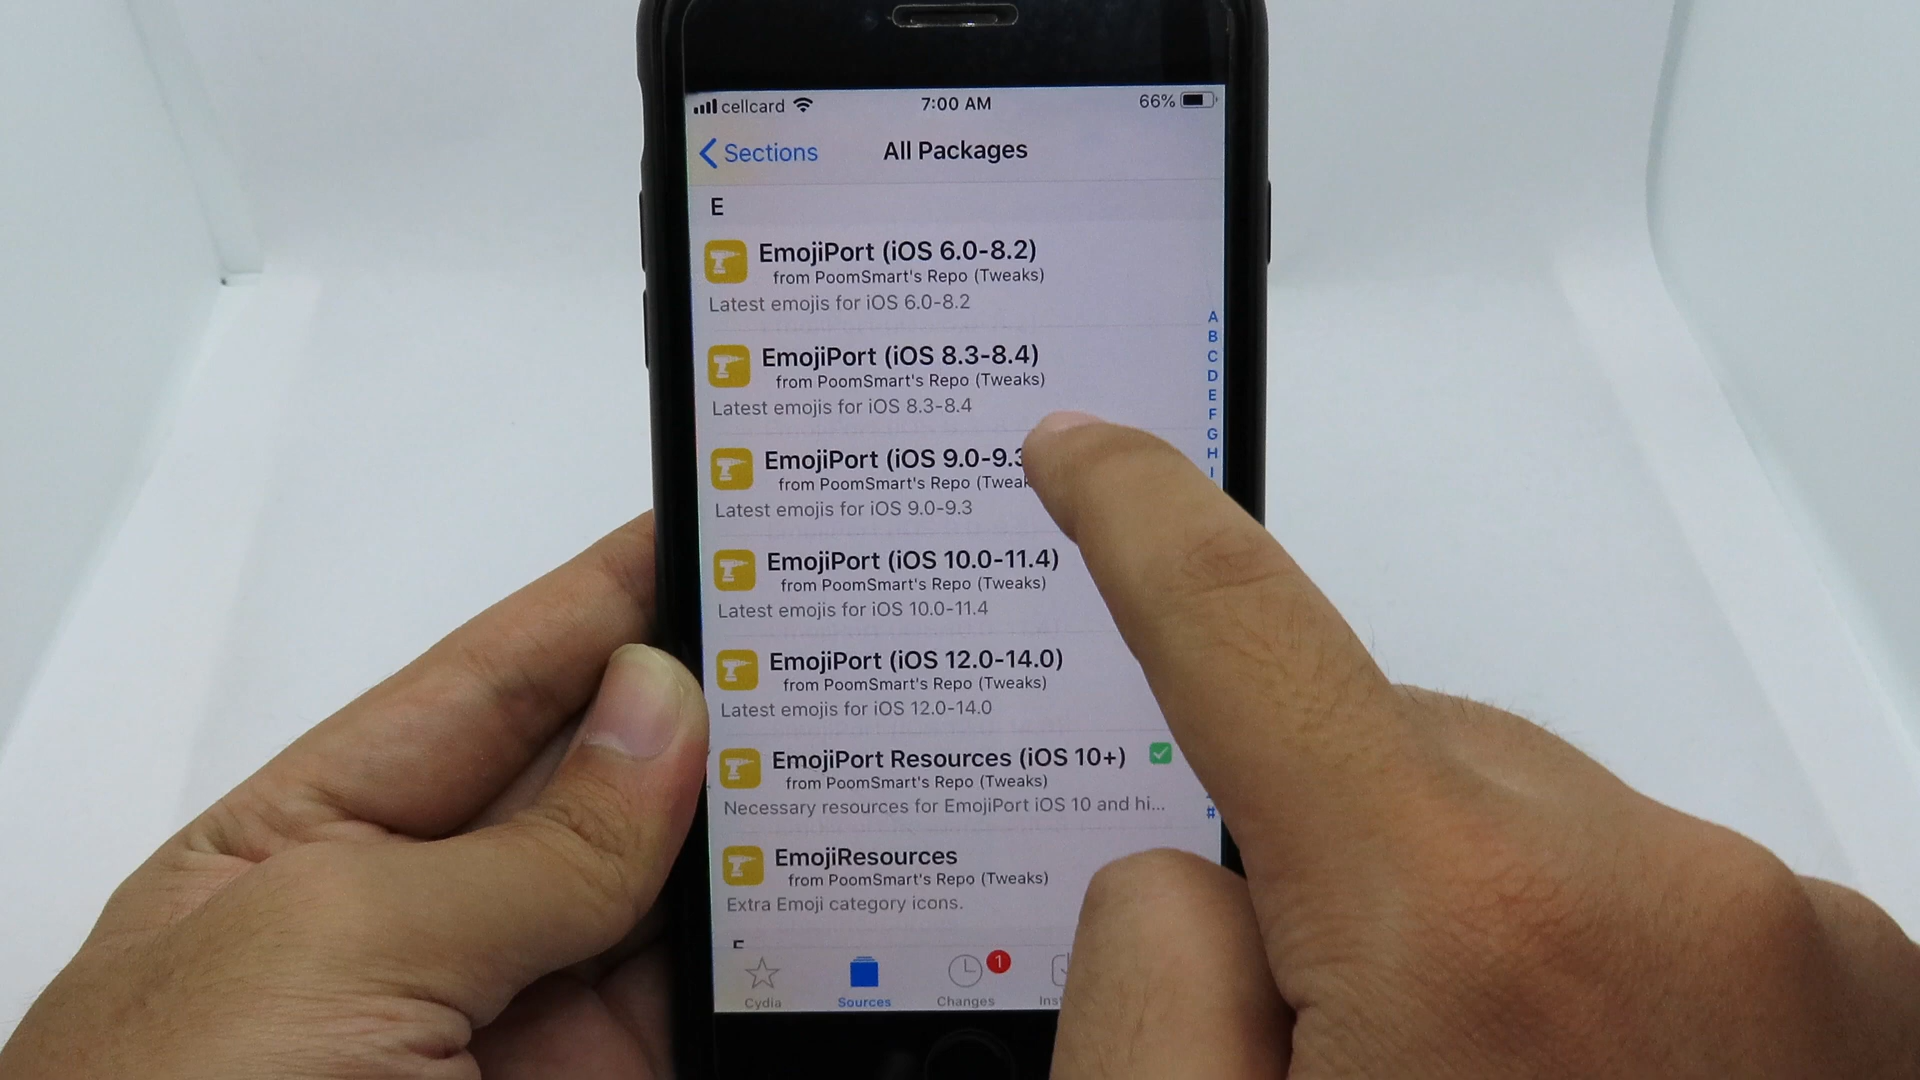 cellcard
7:00 AM
66%
Sections
All Packages
E
EmojiPort (iOS 6.0-8.2)
from PoomSmart's Repo (Tweaks)
Latest emojis for iOS 6.0-8.2
EmojiPort (iOS 8.3-8.4)
from PoomSmart's Repo (Tweaks)
Latest emojis for iOS 8.3-8.4
EmojiPort (iOS 9.0-9.3
from PoomSmart's Repo
Latest emojis for iOS 9.0-9.3
EmojiPort (iOS 10.0-11.4)
from PoomSmart's Repo (Tweaks)
Latest emojis for iOS 10.0-11.4
EmojiPort (iOS 12.0-14.0)
from PoomSmart's Repo (Tweaks)
Latest emojis for iOS 12.0-14.0
EmojiPort Resources (iOS 10+)
from PoomSmart's Repo (Tweaks)
Necessary resources for EmojiPort iOS 10 and hi...
EmojiResources
from PoomSmart's Repo (Tweaks)
Extra Emoji category icons.
A
B
C
D
E
F
G
H
I
#
1
Cydia
Sources
Changes